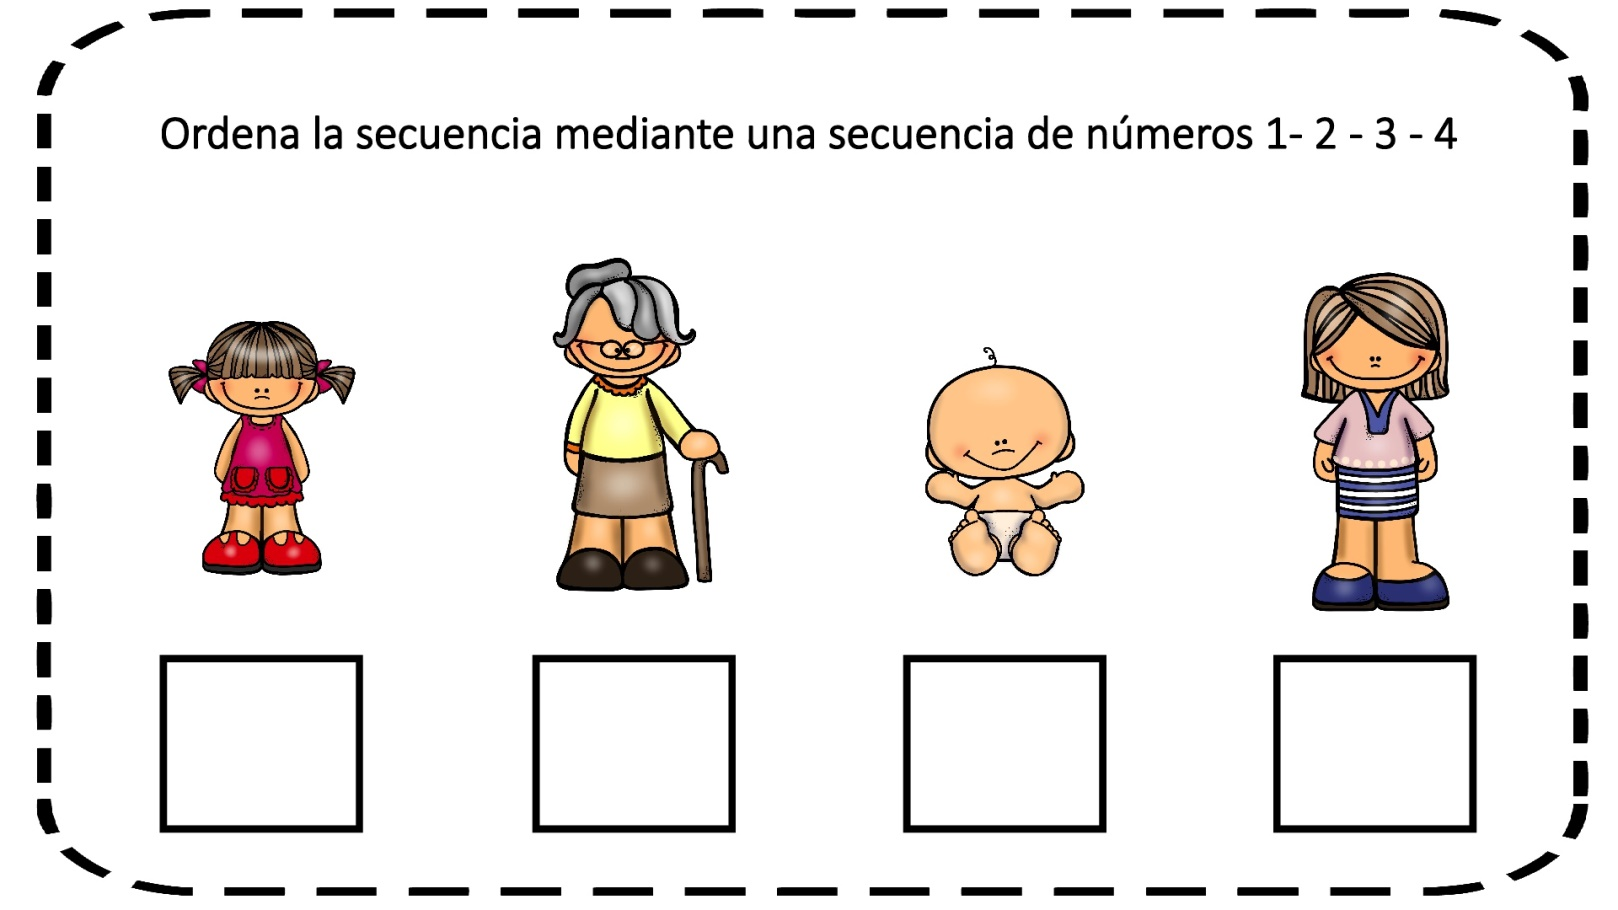 Ordena la secuencia mediante una secuencia de números 1- 2 - 3 - 4